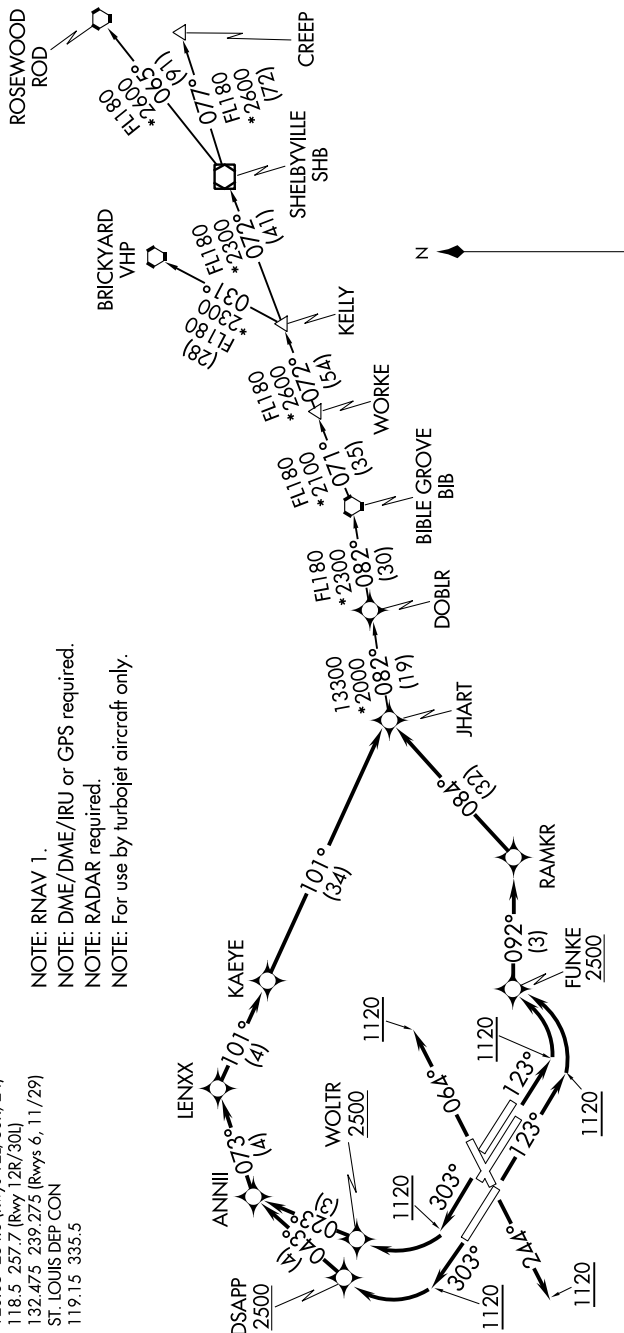 118.5 257.7 (Rwy 12R/30L)
132.475 239.275 (Rwys 6, 11/29)
ST. LOUIS DEP CON
119.15 335.5
NOTE: RNAV 1.
NOTE: DME/DME/IRU or GPS required.
NOTE: RADAR required.
NOTE: For use by turbojet aircraft only.
ROSEWOOD
ROD
FL180
*2600
065°
(91)
CREEP
077°
FL180
*2600
(72)
SHELBYVILLE
SHB
BRICKYARD
VHP
FL180
*2300
072°
(41)
031°
*2300
FL180
(28)
KELLY
FL180
*2600
072°
(54)
WORKE
FL180
*2100
071°
(35)
BIBLE GROVE
BIB
FL180
*2300
082°
(30)
DOBLR
13300
*2000
082°
(19)
JHART
N
101°
(34)
KAEYE
101°
(4)
LENXX
073°
(4)
ANNII
023°
(3)
043°
(4)
WOLTR
2500
DSAPP
2500
084°
(32)
RAMKR
092°
(3)
FUNKE
2500
1120
064°
1120
123°
123°
1120
303°
1120
303°
1120
244°
1120